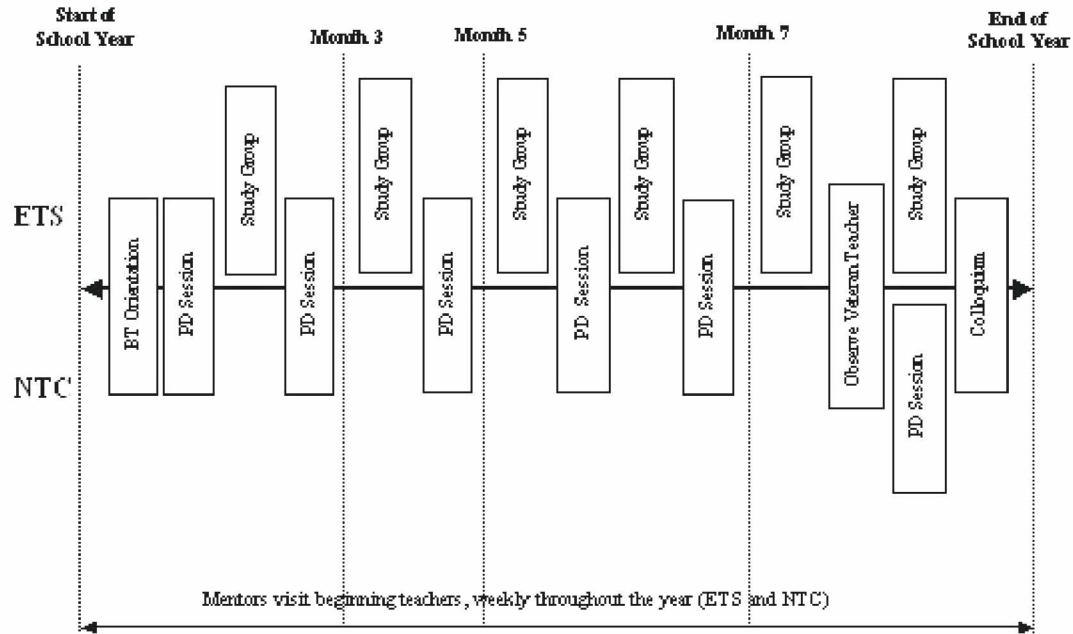 Start of
School Year
Month 3
Month 5
Month 7
End of
School Year
ETS
NTC
BT Orientation
PD Session
Study Group
PD Session
Study Group
PD Session
Study Group
PD Session
Study Group
PD Session
Study Group
Observe Veteran Teacher
Study Group
PD Session
Colloquium
Mentors visit beginning teachers, weekly throughout the year (ETS and NTC)